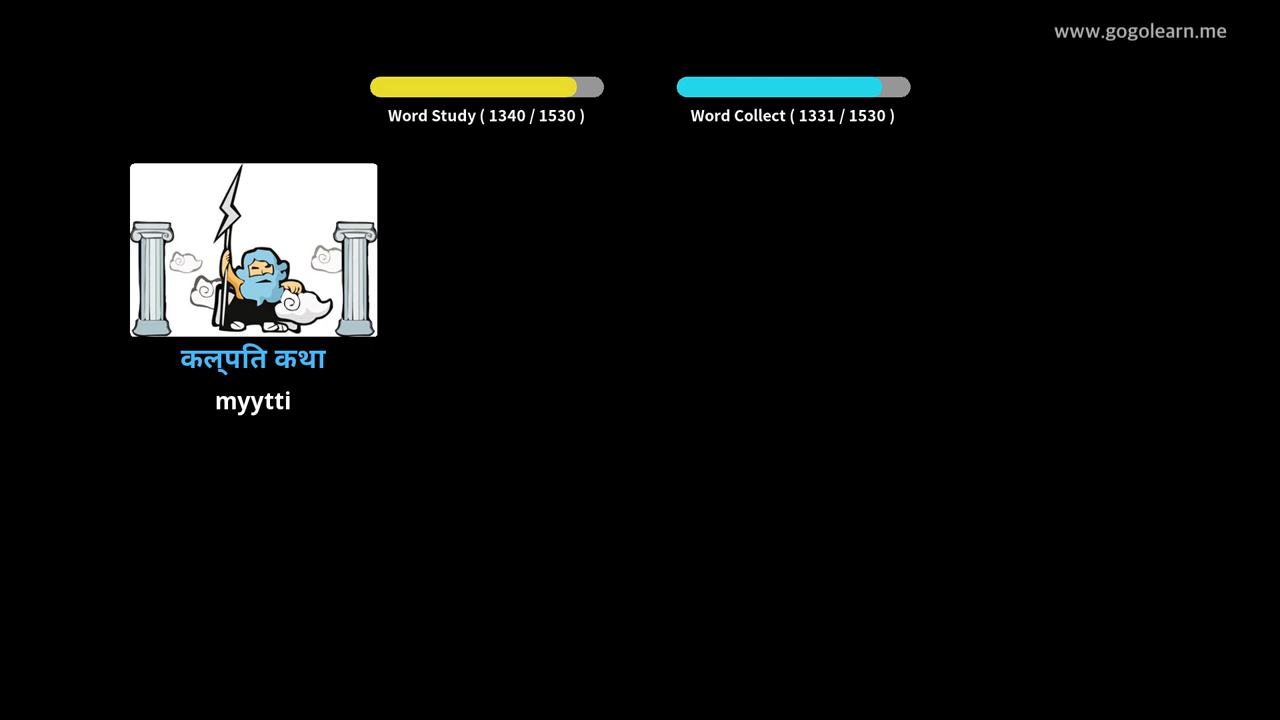 www.gogolearn.me
Word Study ( 1340 / 1530 )
Word Collect ( 1331 / 1530 )
कल्पति कथा
myytti